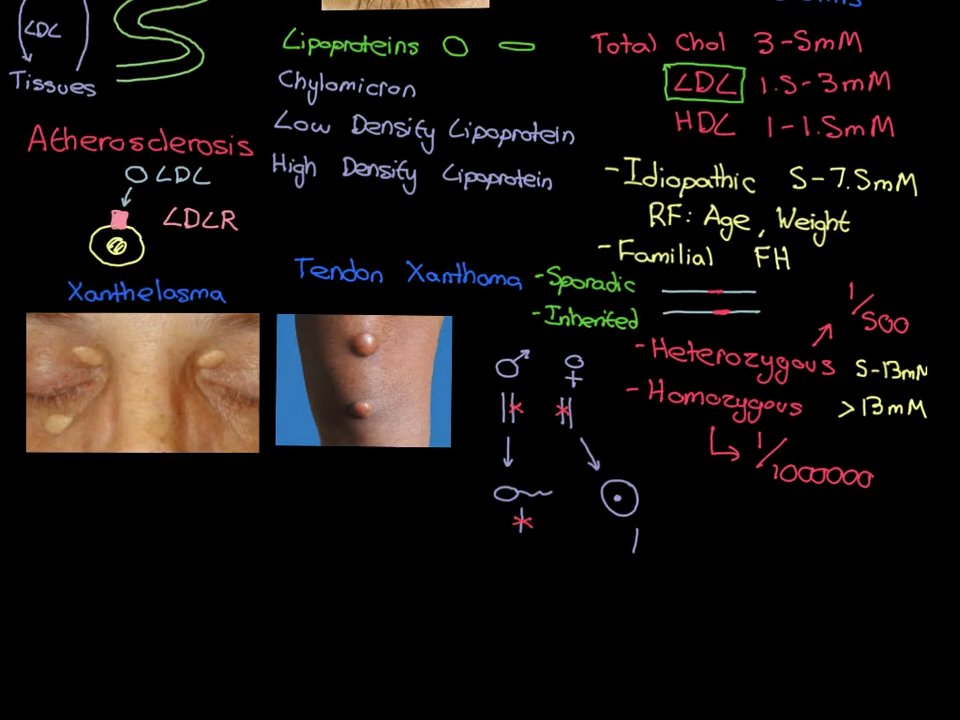 LDL
Tissues
Atherosclerosis
LDL
LDLR
Xanthelasma
Lipoproteins
Chylomicron
Low Density Lipoprotein
High Density Lipoprotein
Tendon Xanthoma
Total Chol 3-5mM
LDL 1.5-3mM
HDL 1-1.5mM
-Idiopathic 5-7.5mM
RF: Age, Weight
-Familial FH
-Sporadic
-Inherited
1/500
-Heterozygous 5-13mM
-Homozygous >13mM
1/1000000